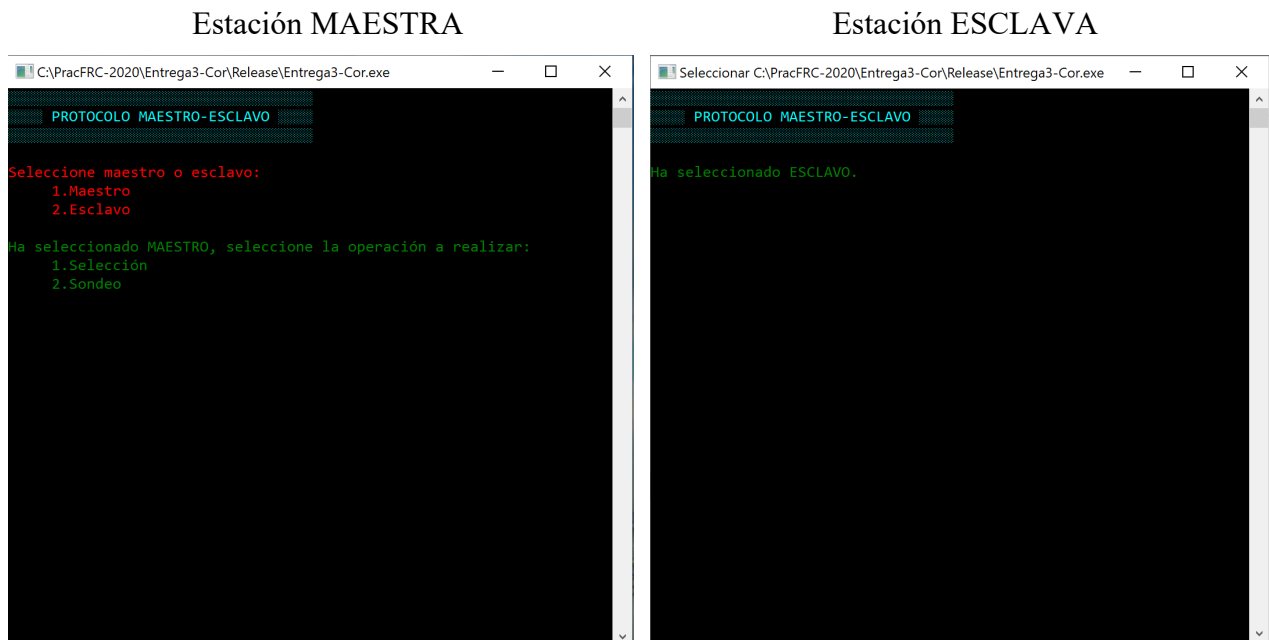 Estación MAESTRA
C:\PracFRC-2020\Entrega3-Cor\Release\Entrega3-Cor.exe
PROTOCOLO MAESTRO-ESCLAVO
Seleccione maestro o esclavo:
1.Maestro
2.Esclavo
Ha seleccionado MAESTRO, seleccione la operación a realizar:
1.Selección
2.Sondeo
Estación ESCLAVA
Seleccionar C:\PracFRC-2020\Entrega3-Cor\Release\Entrega3-Cor.exe
PROTOCOLO MAESTRO-ESCLAVO
Ha seleccionado ESCLAVO.